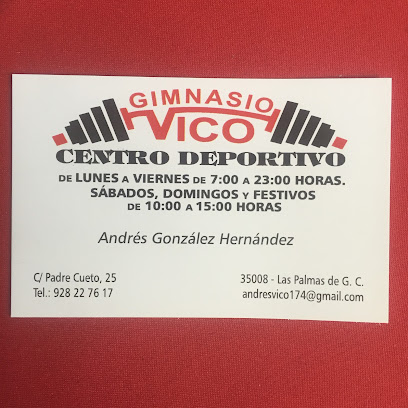 GIMNASIO
VICO
CENTRO DEPORTIVO
DE LUNES A VIERNES DE 7:00 A 23:00 HORAS.
SÁBADOS, DOMINGOS Y FESTIVOS
DE 10:00 A 15:00 HORAS
Andrés González Hernández
C/ Padre Cueto, 25
Tel.: 928 22 76 17
35008 - Las Palmas de G. C.
andresvico174@gmail.com